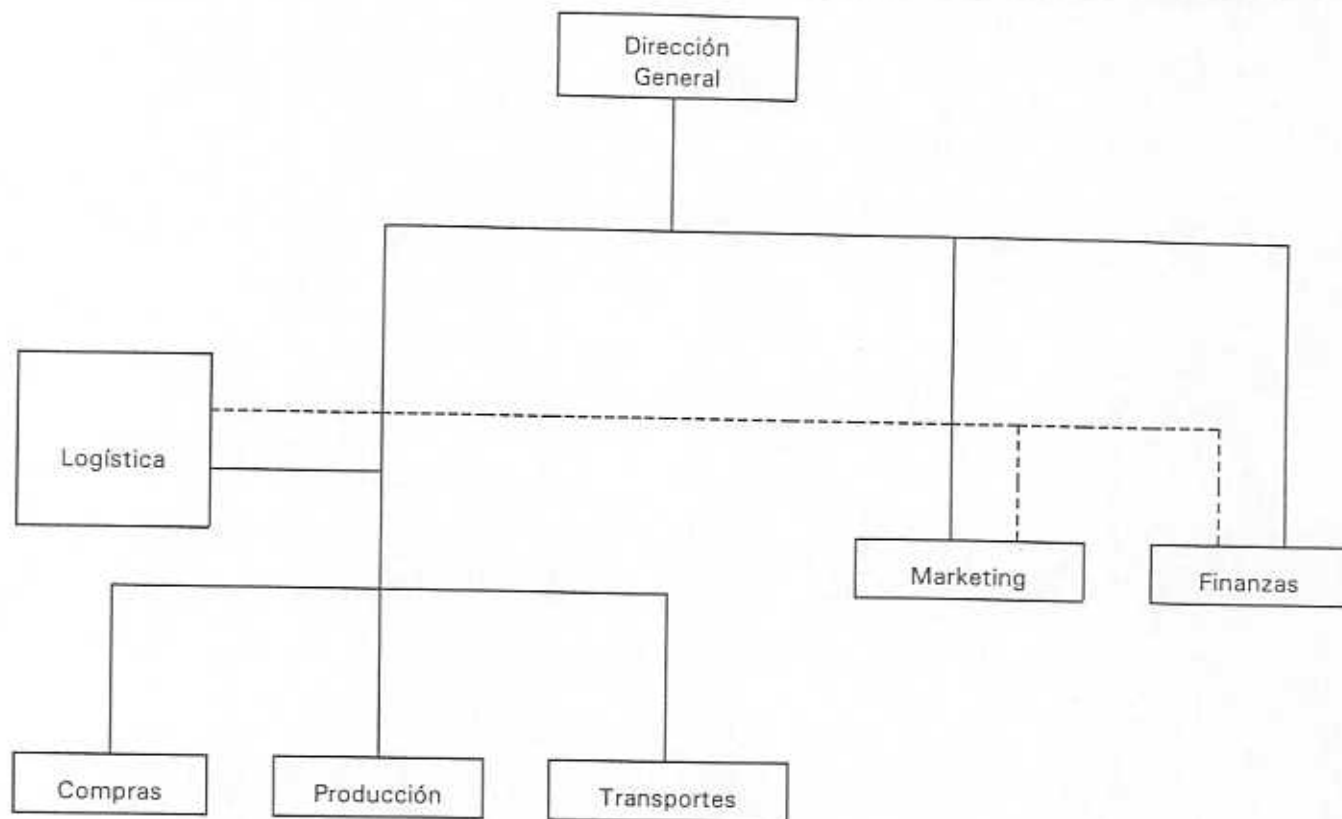 Dirección
General
Logística
Marketing
Finanzas
Compras
Producción
Transportes